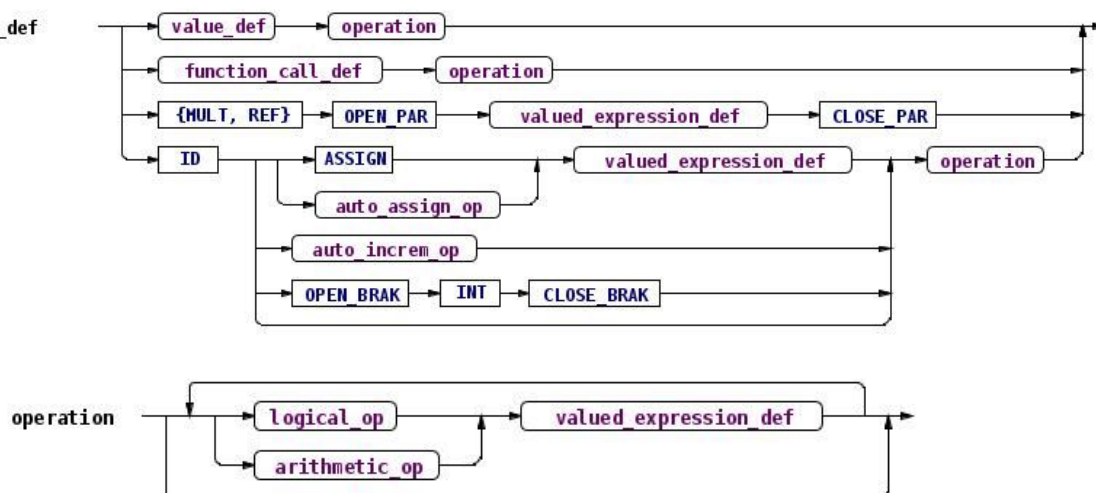 _def value_def operation
function_call_def operation
{MULT, REF} OPEN_PAR valued_expression_def CLOSE_PAR
ID ASSIGN valued_expression_def operation
auto_assign_op
auto_increm_op
OPEN_BRAK INT CLOSE_BRAK
operation logical_op valued_expression_def
arithmetic_op